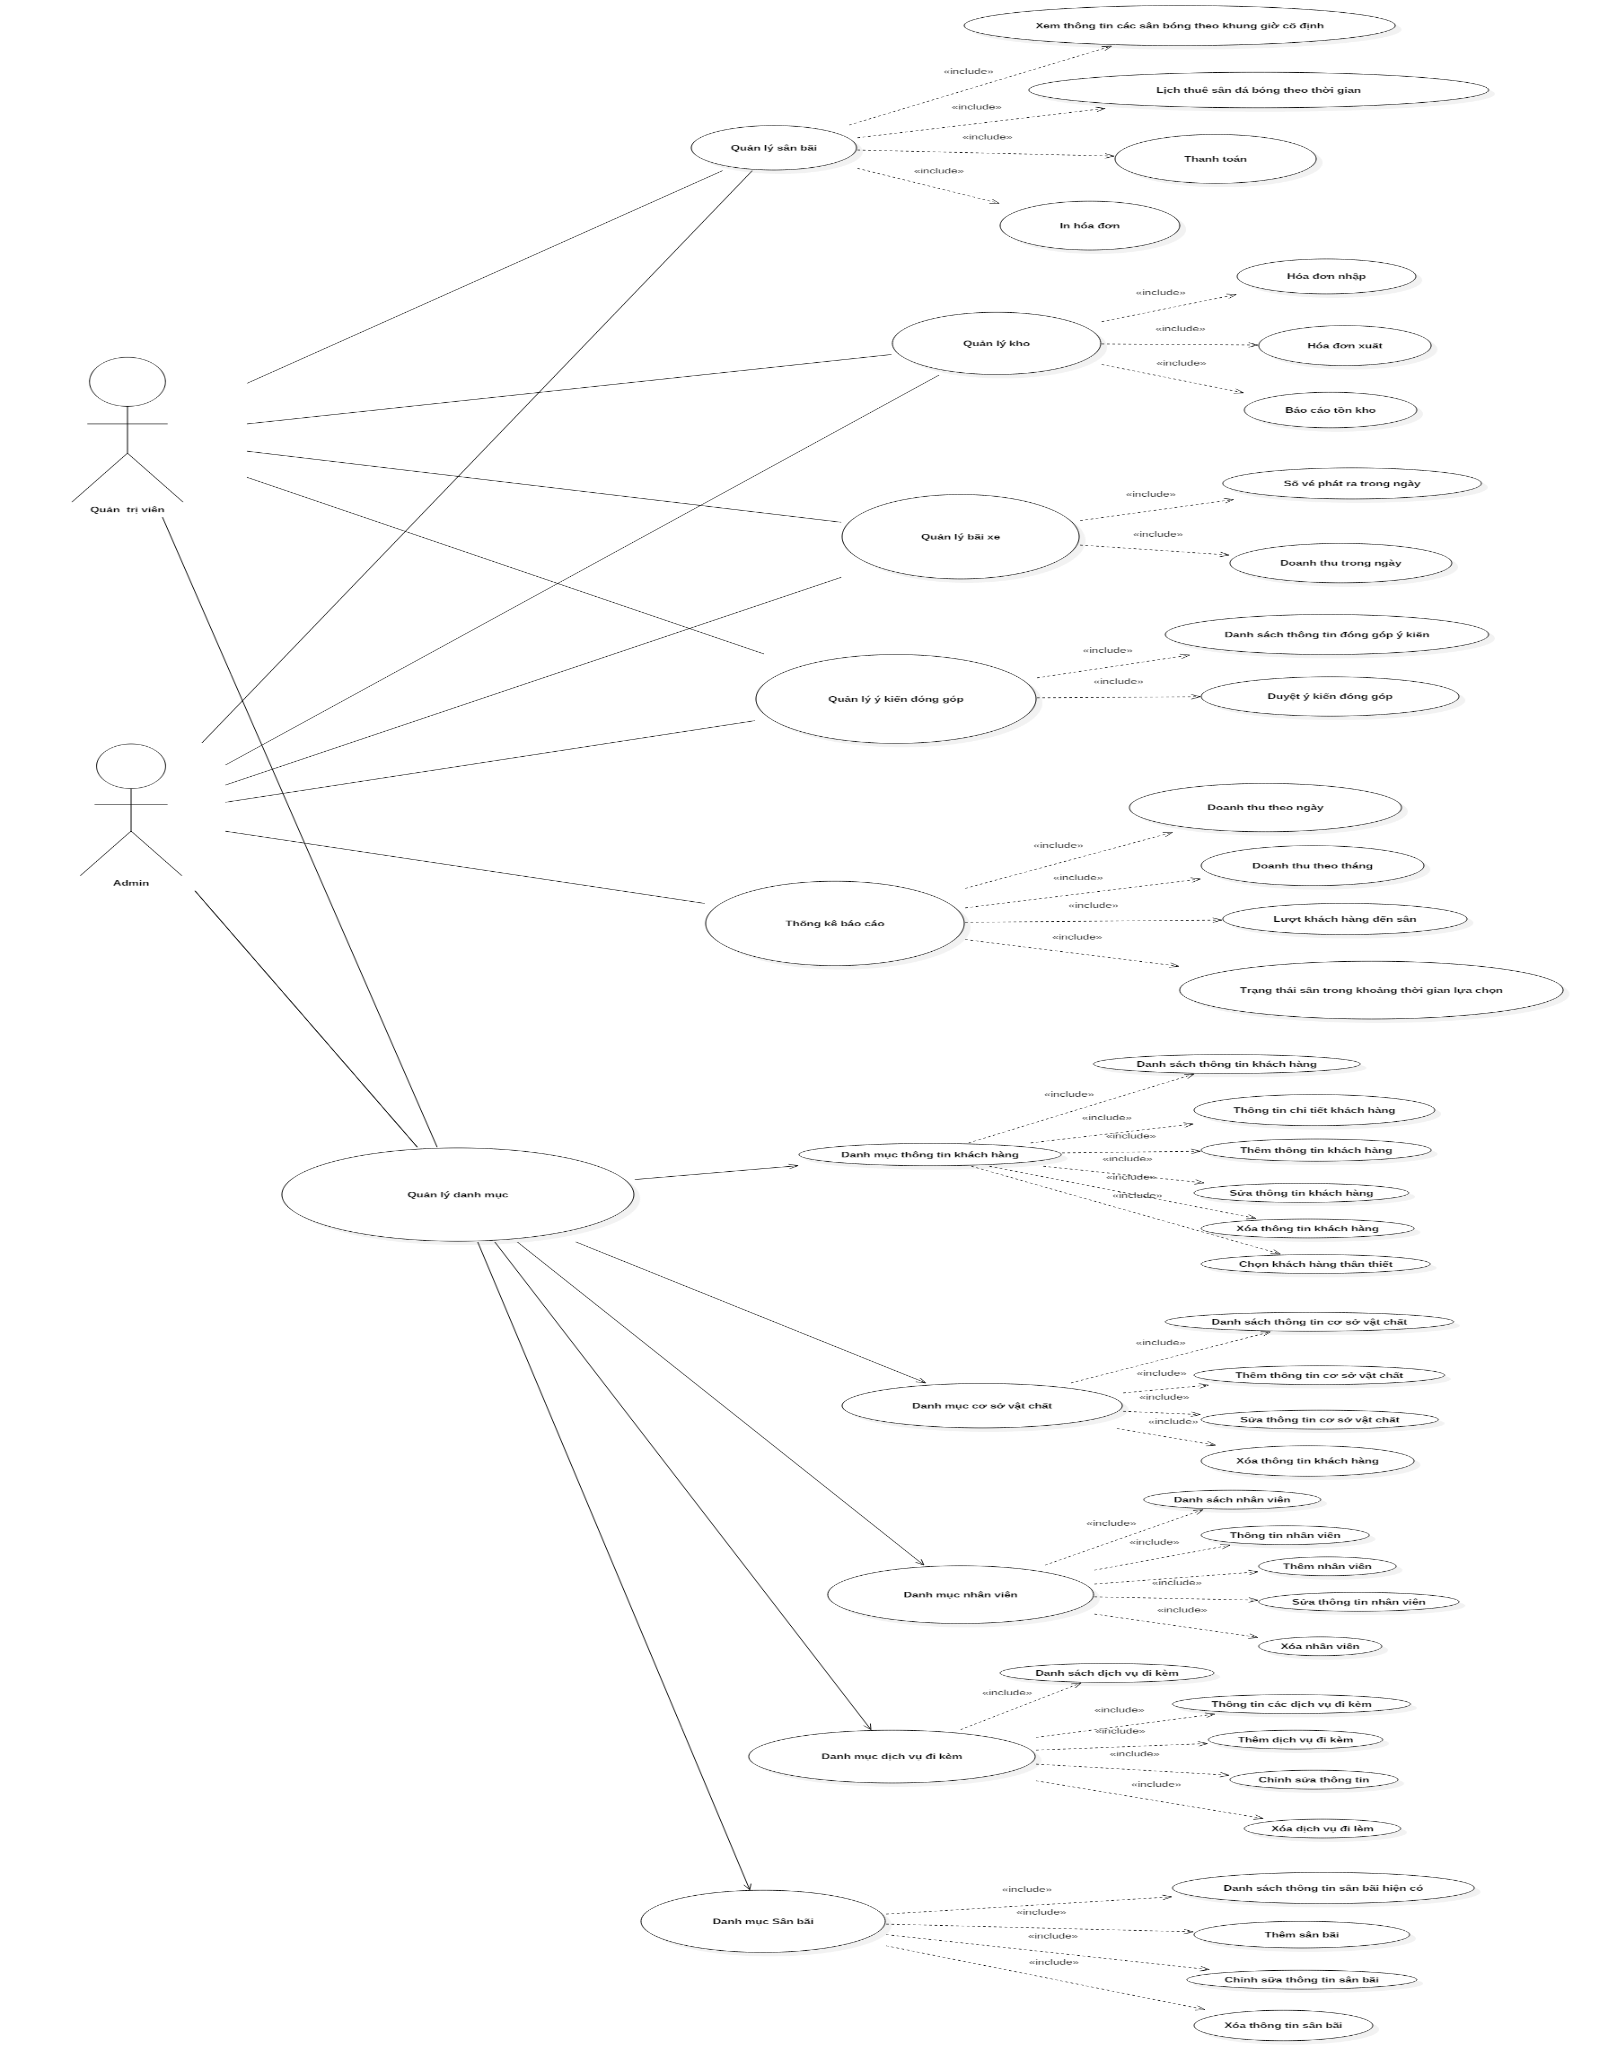 Xem thông tin các sân bóng theo khung giờ cố định
«include»
Lịch thuê sân đá bóng theo thời gian
«include»
«include»
Quản lý sân bãi
Thanh toán
«include»
In hóa đơn
Hóa đơn nhập
«include»
«include»
Quản lý kho
Hóa đơn xuất
«include»
Báo cáo tồn kho
Số vé phát ra trong ngày
«include»
Quản trị viên
«include»
Quản lý bãi xe
Doanh thu trong ngày
Danh sách thông tin đóng góp ý kiến
«include»
«include»
Quản lý ý kiến đóng góp
Duyệt ý kiến đóng góp
Doanh thu theo ngày
«include»
Doanh thu theo tháng
«include»
Admin
«include»
Thống kê báo cáo
Lượt khách hàng đến sân
«include»
Trạng thái sân trong khoảng thời gian lựa chọn
Danh sách thông tin khách hàng
«include»
Thông tin chi tiết khách hàng
«include»
«include»
Danh mục thông tin khách hàng
Thêm thông tin khách hàng
«include»
«include»
Quản lý danh mục
«include»
Sửa thông tin khách hàng
Xóa thông tin khách hàng
Chọn khách hàng thân thiết
Danh sách thông tin cơ sở vật chất
«include»
«include»
Thêm thông tin cơ sở vật chất
«include»
Danh mục cơ sở vật chất
«include»
Sửa thông tin cơ sở vật chất
Xóa thông tin khách hàng
Danh sách nhân viên
«include»
Thông tin nhân viên
«include»
Thêm nhân viên
«include»
Danh mục nhân viên
Sửa thông tin nhân viên
«include»
Xóa nhân viên
Danh sách dịch vụ đi kèm
«include»
Thông tin các dịch vụ đi kèm
«include»
«include»
Thêm dịch vụ đi kèm
«include»
Danh mục dịch vụ đi kèm
Chỉnh sửa thông tin
«include»
Xóa dịch vụ đi lèm
Danh sách thông tin sân bãi hiện có
«include»
«include»
Danh mục Sân bãi
Thêm sân bãi
«include»
«include»
Chỉnh sữa thông tin sân bãi
Xóa thông tin sân bãi